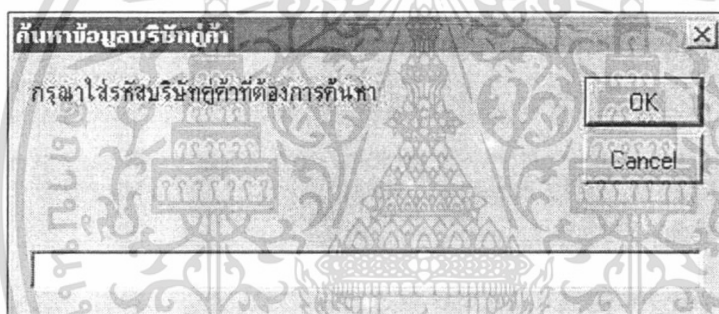 ค้นหาข้อมูลบริษัทคู่ค้า
กรุณาใส่รหัสบริษัทคู่ค้าที่ต้องการค้นหา
OK
Cancel